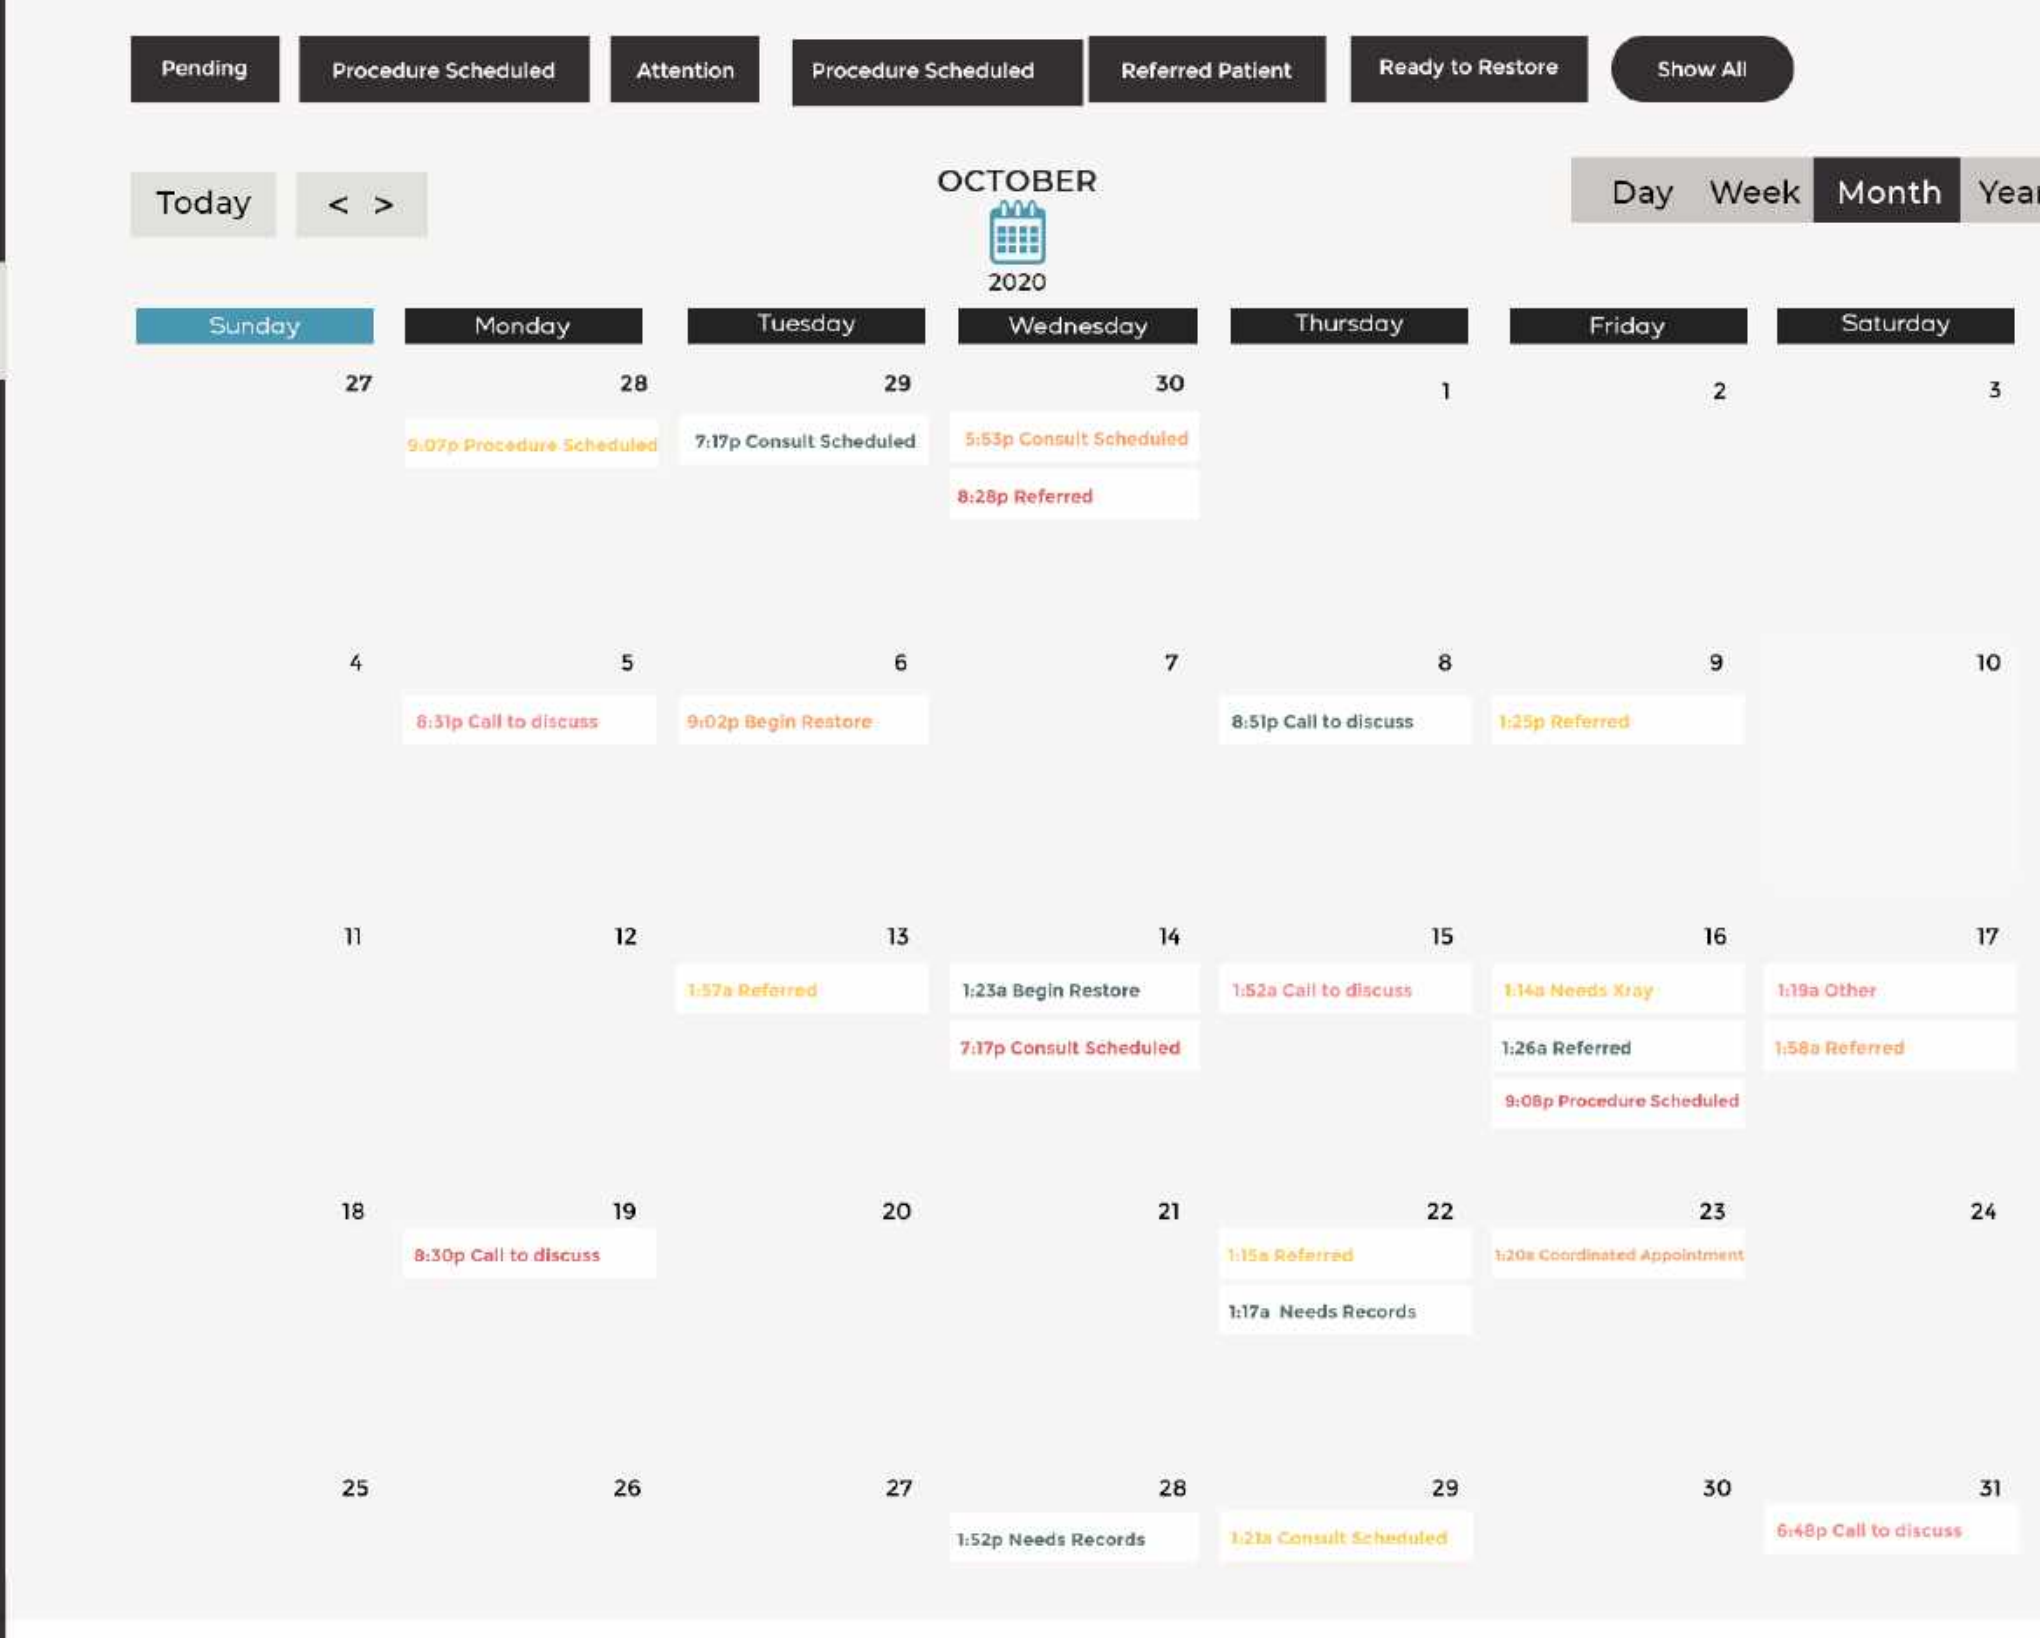 Pending Procedure Scheduled Attention Procedure Scheduled Referred Patient Ready to Restore Show All
Today < > OCTOBER Day Week Month Year
2020
Sunday Monday Tuesday Wednesday Thursday Friday Saturday
27 28 29 30 1 2 3
9:07p Procedure Scheduled 7:17p Consult Scheduled 5:53p Consult Scheduled
8:28p Referred
4 5 6 7 8 9 10
8:31p Call to discuss 9:02p Begin Restore 8:51p Call to discuss 1:25p Referred
11 12 13 14 15 16 17
1:57a Referred 1:23a Begin Restore 1:52a Call to discuss 1:14a Needs Xray 1:19a Other
7:17p Consult Scheduled 1:26a Referred 1:58a Referred
9:08p Procedure Scheduled
18 19 20 21 22 23 24
8:30p Call to discuss 1:15a Referred 1:20a Coordinated Appointment
1:17a Needs Records
25 26 27 28 29 30 31
1:52p Needs Records 1:21a Consult Scheduled 6:48p Call to discuss